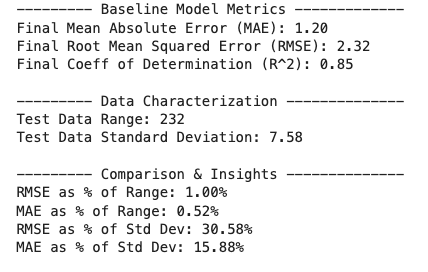 --------- Baseline Model Metrics -------------
Final Mean Absolute Error (MAE): 1.20
Final Root Mean Squared Error (RMSE): 2.32
Final Coeff of Determination (R^2): 0.85
--------- Data Characterization --------------
Test Data Range: 232
Test Data Standard Deviation: 7.58
--------- Comparison & Insights --------------
RMSE as % of Range: 1.00%
MAE as % of Range: 0.52%
RMSE as % of Std Dev: 30.58%
MAE as % of Std Dev: 15.88%